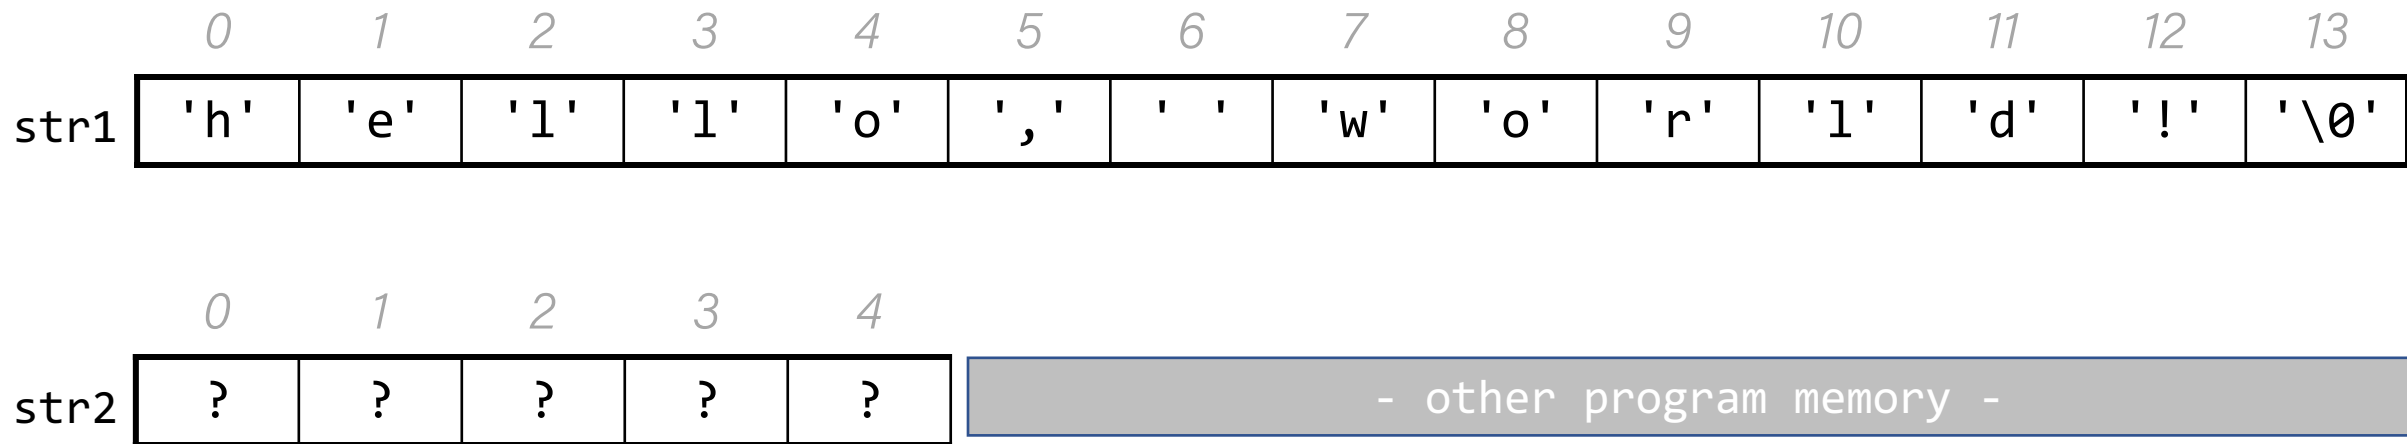 0 1 2 3 4 5 6 7 8 9 10 11 12 13
str1 'h' 'e' 'l' 'l' 'o' ',' ' ' 'w' 'o' 'r' 'l' 'd' '!' '\0'
0 1 2 3 4
str2 ? ? ? ? ? - other program memory -